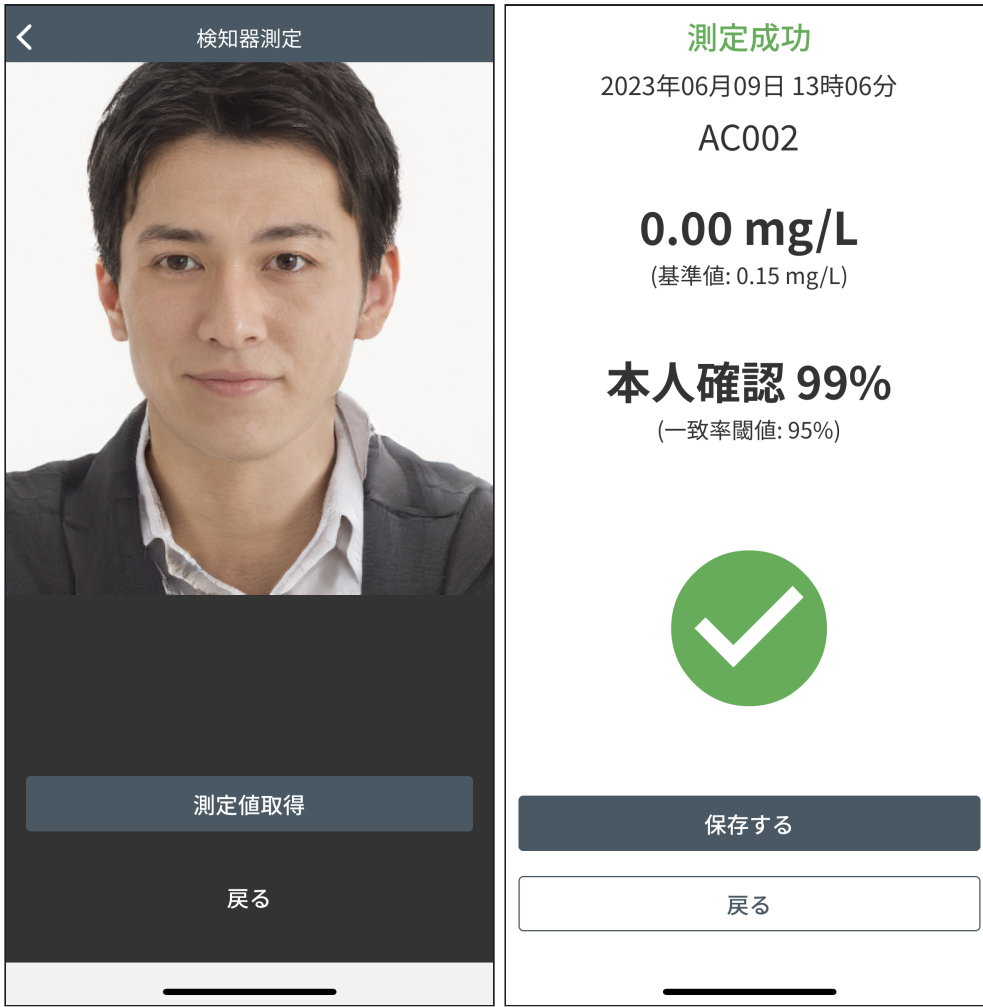 検知器測定
測定値取得
戻る
測定成功
2023年06月09日 13時06分
AC002
0.00 mg/L
(基準値: 0.15 mg/L)
本人確認 99%
(一致率閾値: 95%)
保存する
戻る